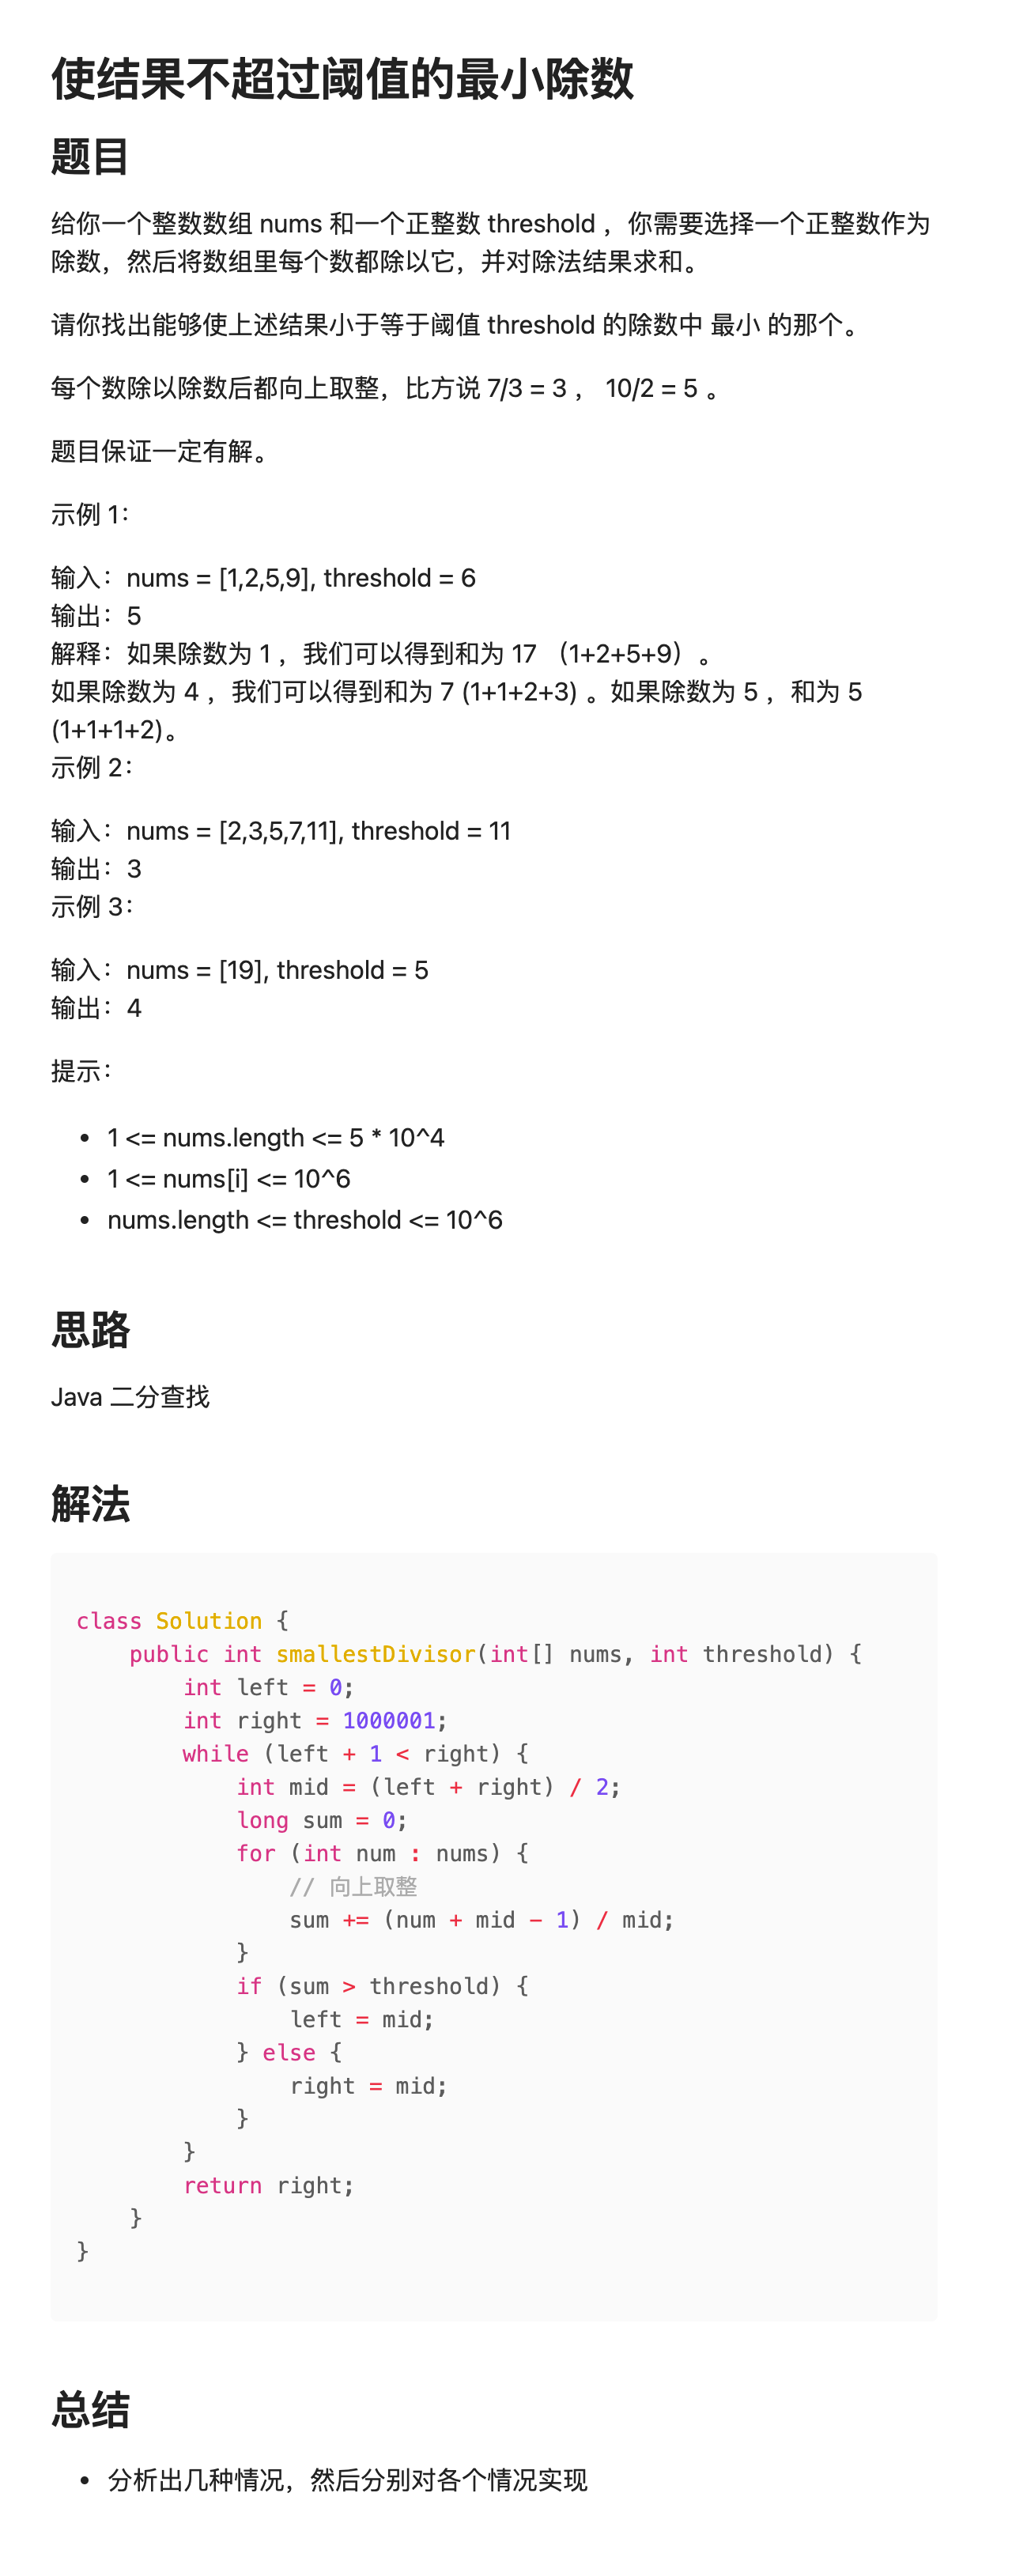 使结果不超过阈值的最小除数
题目
给你一个整数数组 nums 和一个正整数 threshold ，你需要选择一个正整数作为
除数，然后将数组里每个数都除以它，并对除法结果求和。
请你找出能够使上述结果小于等于阈值 threshold 的除数中 最小 的那个。
每个数除以除数后都向上取整，比方说 7/3 = 3 ， 10/2 = 5 。
题目保证一定有解。
示例 1：
输入：nums = [1,2,5,9], threshold = 6
输出：5
解释：如果除数为 1 ，我们可以得到和为 17 （1+2+5+9）。
如果除数为 4 ，我们可以得到和为 7 (1+1+2+3) 。如果除数为 5 ，和为 5
(1+1+1+2)。
示例 2：
输入：nums = [2,3,5,7,11], threshold = 11
输出：3
示例 3：
输入：nums = [19], threshold = 5
输出：4
提示：
• 1 <= nums.length <= 5 * 10^4
• 1 <= nums[i] <= 10^6
• nums.length <= threshold <= 10^6
思路
Java 二分查找
解法
class Solution {
    public int smallestDivisor(int[] nums, int threshold) {
        int left = 0;
        int right = 1000001;
        while (left + 1 < right) {
            int mid = (left + right) / 2;
            long sum = 0;
            for (int num : nums) {
                // 向上取整
                sum += (num + mid - 1) / mid;
            }
            if (sum > threshold) {
                left = mid;
            } else {
                right = mid;
            }
        }
        return right;
    }
}
总结
• 分析出几种情况，然后分别对各个情况实现